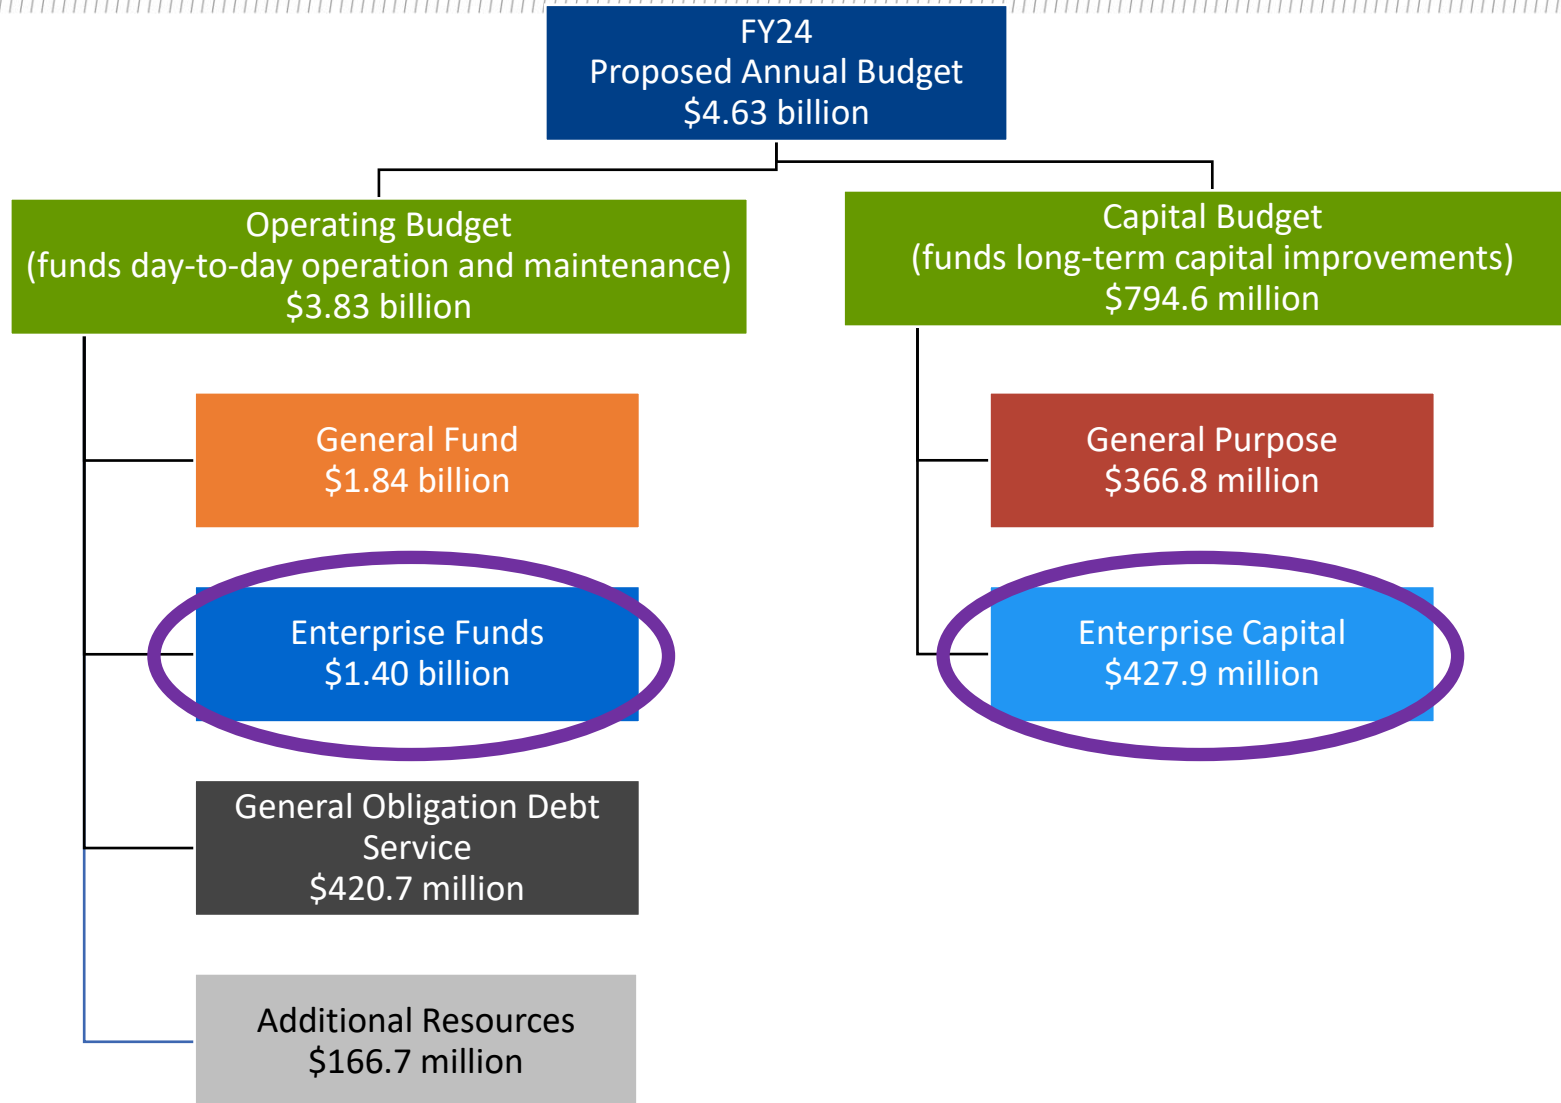 FY24
Proposed Annual Budget
$4.63 billion
Operating Budget
(funds day-to-day operation and maintenance)
$3.83 billion
Capital Budget
(funds long-term capital improvements)
$794.6 million
General Fund
$1.84 billion
General Purpose
$366.8 million
Enterprise Funds
$1.40 billion
Enterprise Capital
$427.9 million
General Obligation Debt
Service
$420.7 million
Additional Resources
$166.7 million